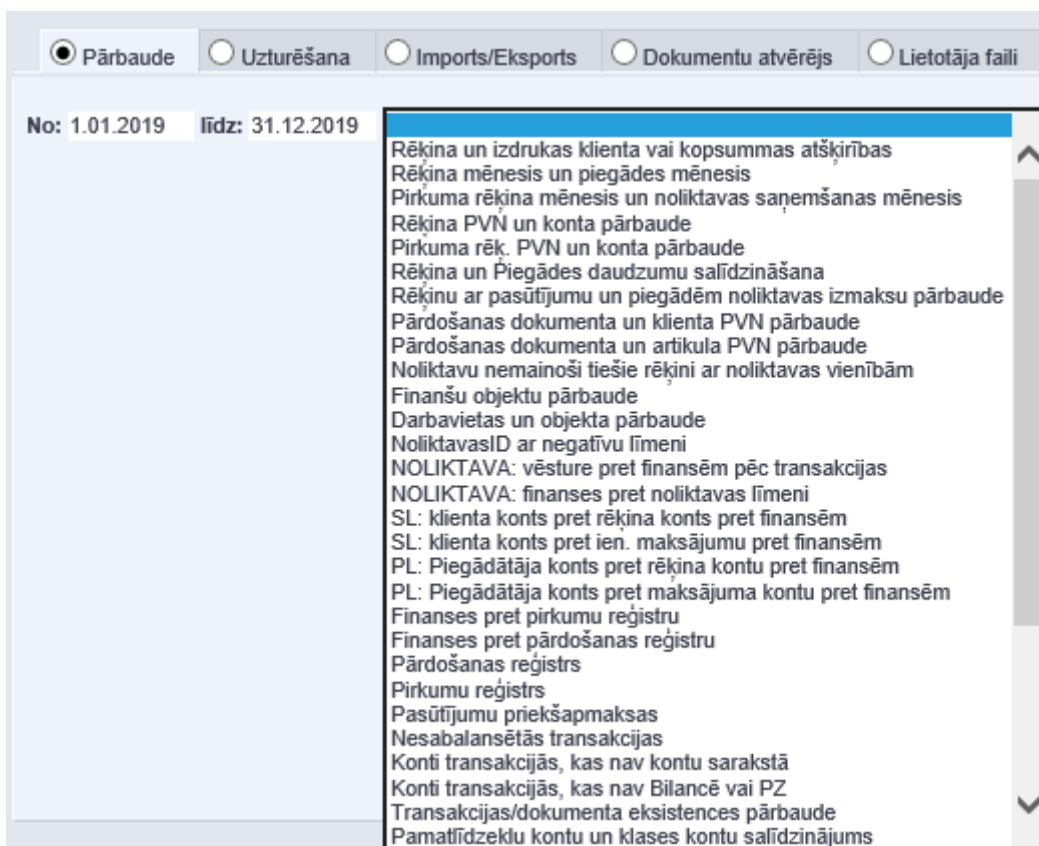 Pārbaude Uzturēšana Imports/Eksports Dokumentu atvērējs Lietotāja faili
No: 1.01.2019 līdz: 31.12.2019
Rēķina un izdrukas klienta vai kopsummas atšķirības
Rēķina mēnesis un piegādes mēnesis
Pirkuma rēķina mēnesis un noliktavas saņemšanas mēnesis
Rēķina PVN un konta pārbaude
Pirkuma rēķ. PVN un konta pārbaude
Rēķina un Piegādes daudzumu salīdzināšana
Rēķinu ar pasūtījumu un piegādēm noliktavas izmaksu pārbaude
Pārdošanas dokumenta un klienta PVN pārbaude
Pārdošanas dokumenta un artikula PVN pārbaude
Noliktavu nemainoši tiešie rēķini ar noliktavas vienībām
Finanšu objektu pārbaude
Darbavietas un objekta pārbaude
NoliktavasID ar negatīvu līmeni
NOLIKTAVA: vēsture pret finansēm pēc transakcijas
NOLIKTAVA: finanses pret noliktavas līmeni
SL: klienta konts pret rēķina konts pret finansēm
SL: klienta konts pret ien. maksājumu pret finansēm
PL: Piegādātāja konts pret rēķina kontu pret finansēm
PL: Piegādātāja konts pret maksājuma kontu pret finansēm
Finanses pret pirkumu reģistru
Finanses pret pārdošanas reģistru
Pārdošanas reģistrs
Pirkumu reģistrs
Pasūtījumu priekšapmaksas
Nesabalansētās transakcijas
Konti transakcijās, kas nav kontu sarakstā
Konti transakcijās, kas nav Bilancē vai PZ
Transakcijas/dokumenta eksistences pārbaude
Pamatlīdzekļu kontu un klases kontu salīdzinājums